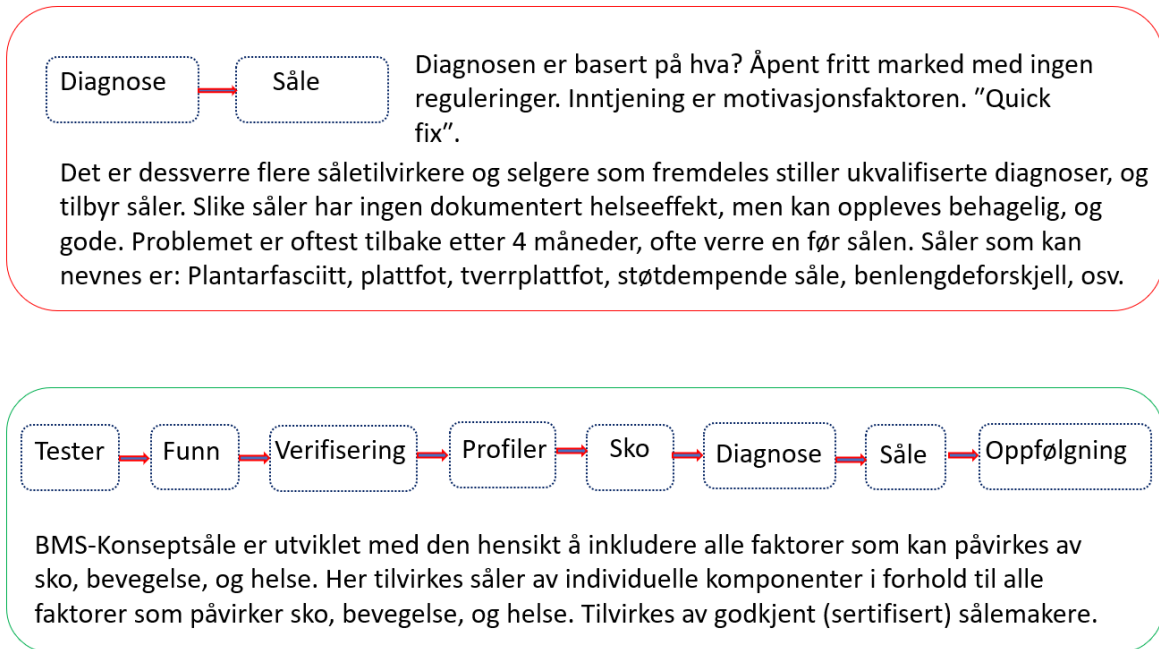 Diagnose
Såle
Diagnosen er basert på hva? Åpent fritt marked med ingen
reguleringer. Inntjening er motivasjonsfaktoren. ”Quick
fix”.
Det er dessverre flere såletilvirkere og selgere som fremdeles stiller ukvalifiserte diagnoser, og
tilbyr såler. Slike såler har ingen dokumentert helseeffekt, men kan oppleves behagelig, og
gode. Problemet er oftest tilbake etter 4 måneder, ofte verre en før sålen. Såler som kan
nevnes er: Plantarfasciitt, plattfot, tverrplattfot, støtdempende såle, benlengdeforskjell, osv.
Tester
Funn
Verifisering
Profiler
Sko
Diagnose
Såle
Oppfølgning
BMS-Konseptsåle er utviklet med den hensikt å inkludere alle faktorer som kan påvirkes av
sko, bevegelse, og helse. Her tilvirkes såler av individuelle komponenter i forhold til alle
faktorer som påvirker sko, bevegelse, og helse. Tilvirkes av godkjent (sertifisert) sålemakere.